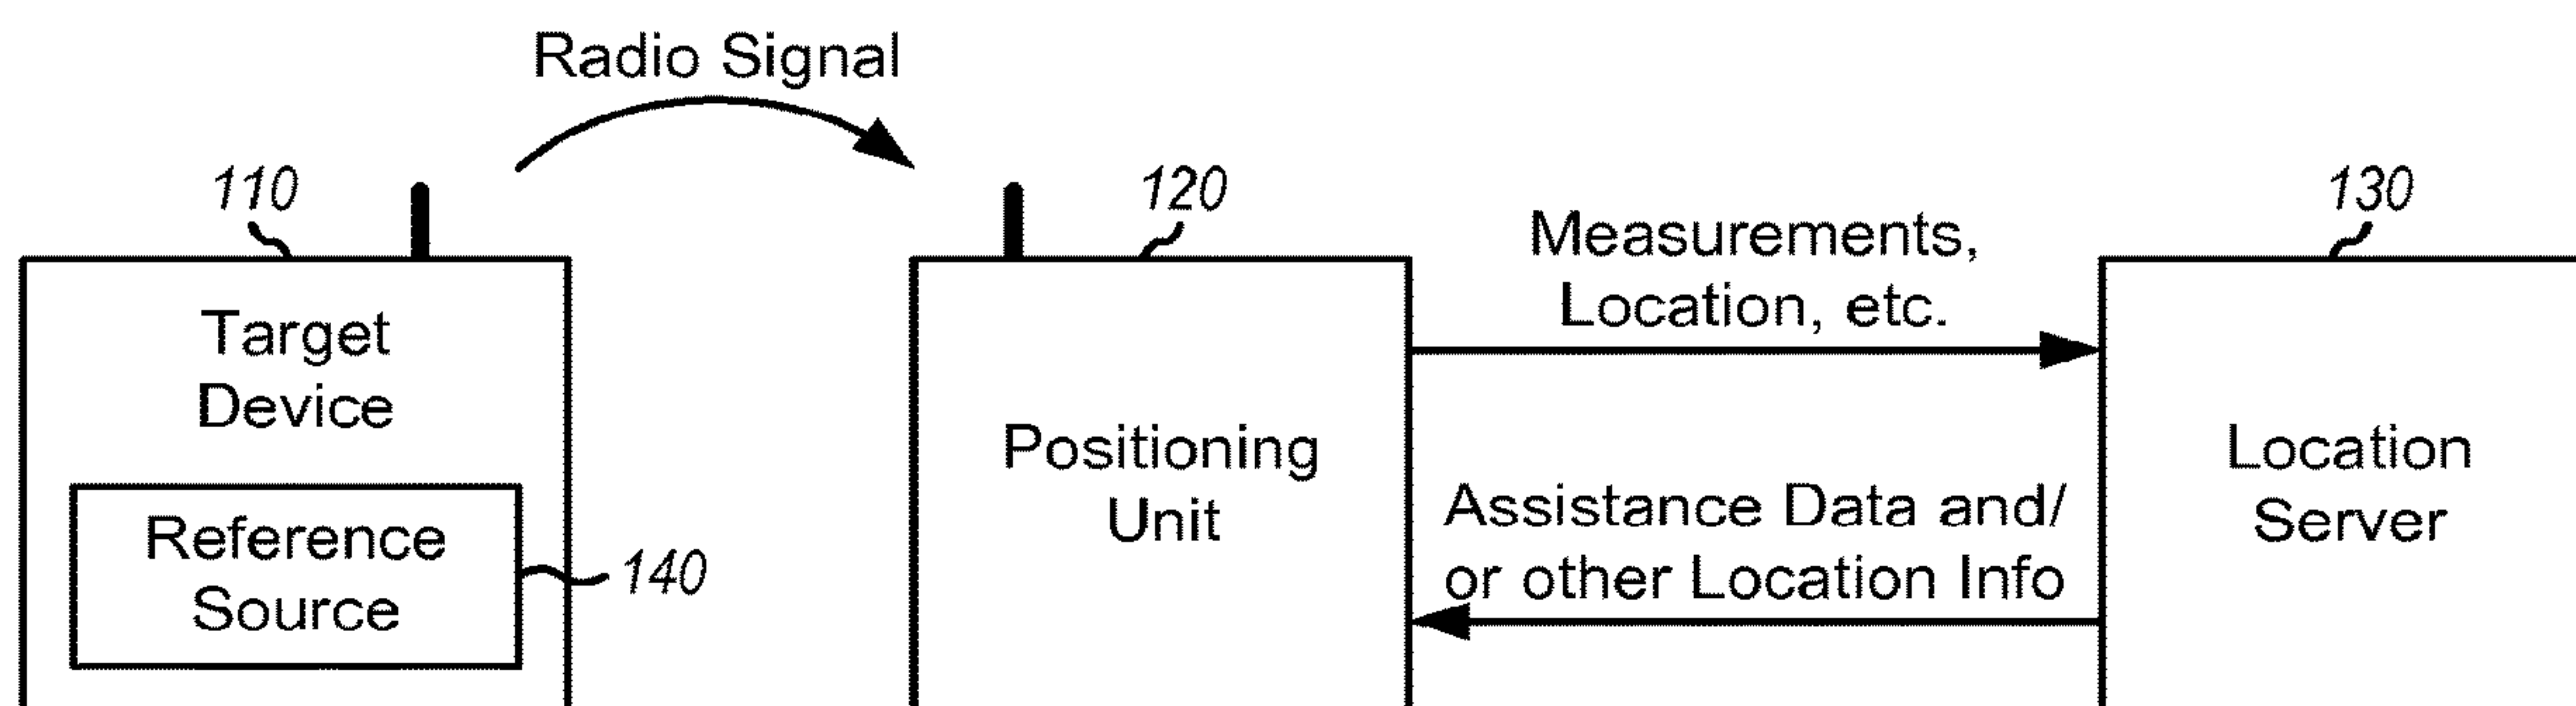 Radio Signal
110
120
130
Target
Device
Reference
Source
140
Positioning
Unit
Measurements,
Location, etc.
Assistance Data and/
or other Location Info
Location
Server